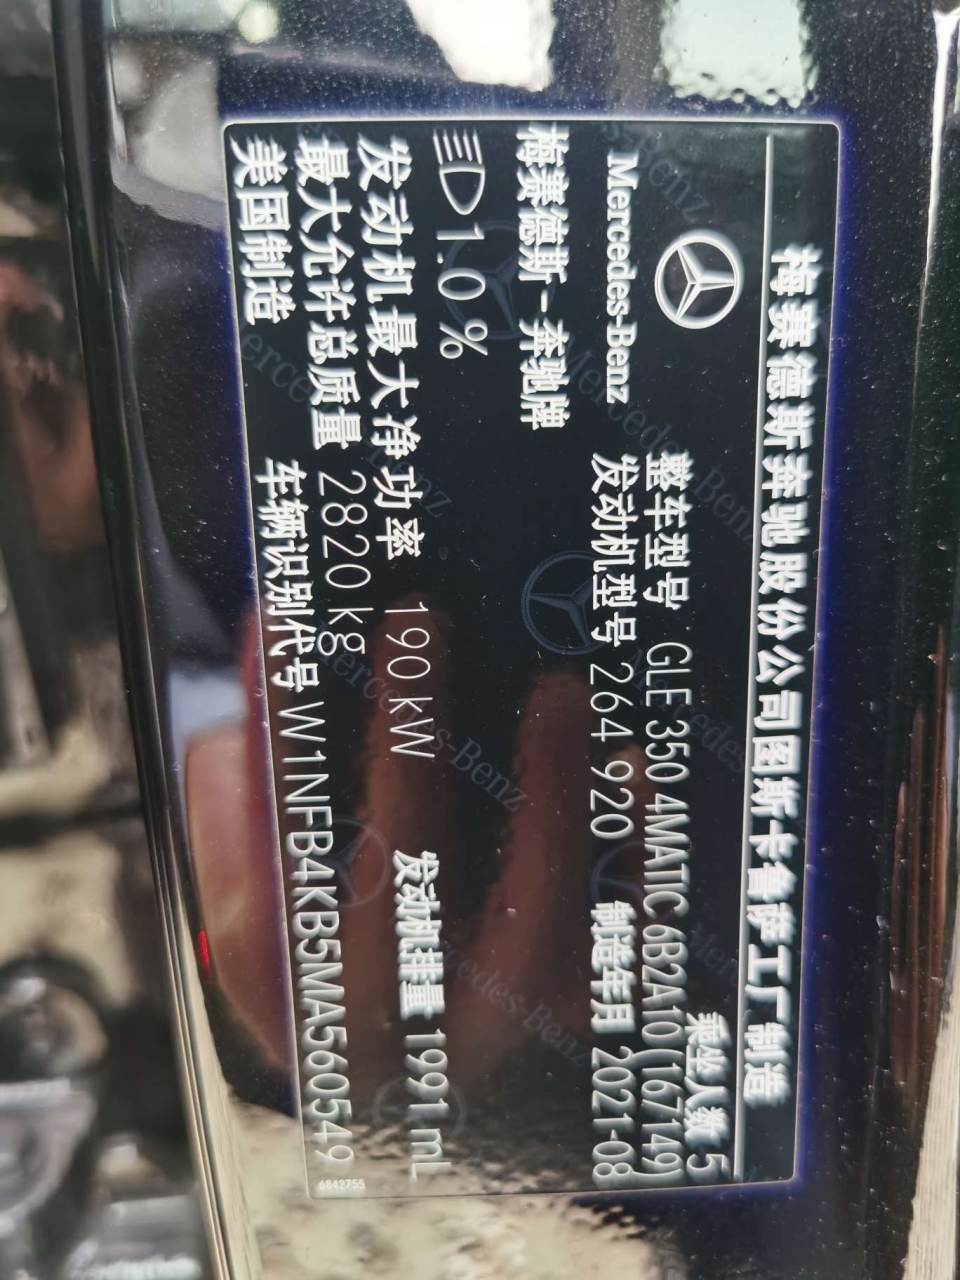 梅赛德斯奔驰股份公司图斯卡鲁萨工厂制造
乘坐人数 5
整车型号 GLE 350 4MATIC 6B2A10 (167149)
Mercedes-Benz 发动机型号 264 920 制造年月 2021-08
梅赛德斯-奔驰牌
1.0 %
发动机最大净功率 190 kW 发动机排量 1991 mL
最大允许总质量 2820 kg
美国制造 车辆识别代号 W1NFB4KB5MA560549
6842755